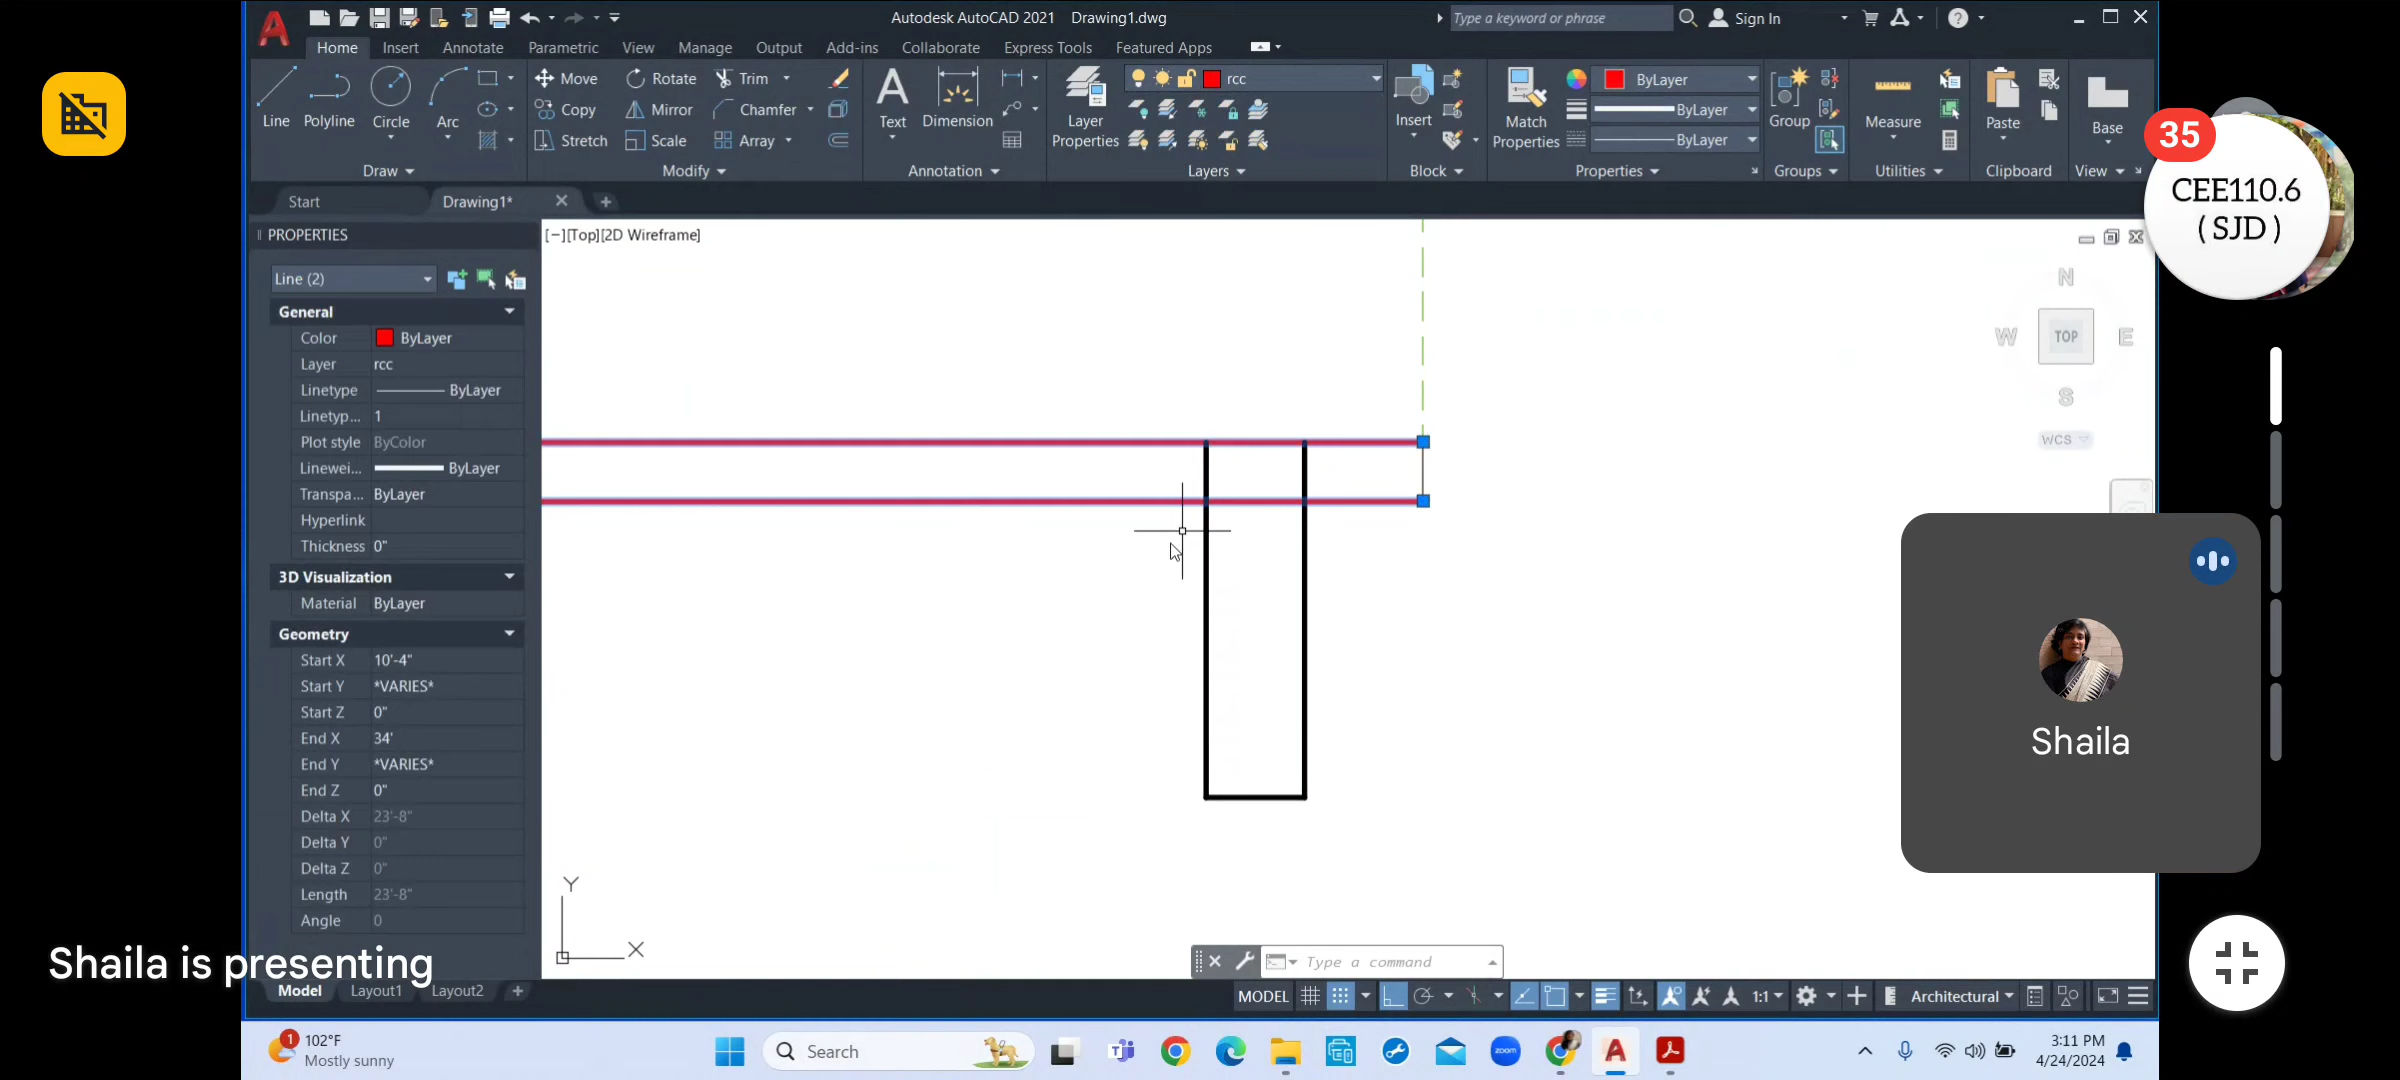 Autodesk AutoCAD 2021 Drawing1.dwg
Type a keyword or phrase
Sign In
Home Insert Annotate Parametric View Manage Output Add-ins Collaborate Express Tools Featured Apps
Line Polyline Circle Arc
Move Rotate Trim
Copy Mirror Chamfer
Stretch Scale Array
Text Dimension
Layer
Properties
rcc
Insert
Match
Properties
ByLayer
ByLayer
ByLayer
Group
Measure
Paste
Base
Draw Modify Annotation Layers Block Properties Groups Utilities Clipboard View
35
CEE110.6
( SJD )
Start Drawing1*
PROPERTIES
[−][Top][2D Wireframe]
Line (2)
General
Color ByLayer
Layer rcc
Linetype ByLayer
Linetyp... 1
Plot style ByColor
Linewei... ByLayer
Transpa... ByLayer
Hyperlink
Thickness 0"
3D Visualization
Material ByLayer
Geometry
Start X 10'-4"
Start Y *VARIES*
Start Z 0"
End X 34'
End Y *VARIES*
End Z 0"
Delta X 23'-8"
Delta Y 0"
Delta Z 0"
Length 23'-8"
Angle 0
N
W TOP E
S
WCS
Shaila
Y
X
Type a command
Shaila is presenting
Model Layout1 Layout2
MODEL
1:1
Architectural
1
102°F
Mostly sunny
Search
zoom
3:11 PM
4/24/2024